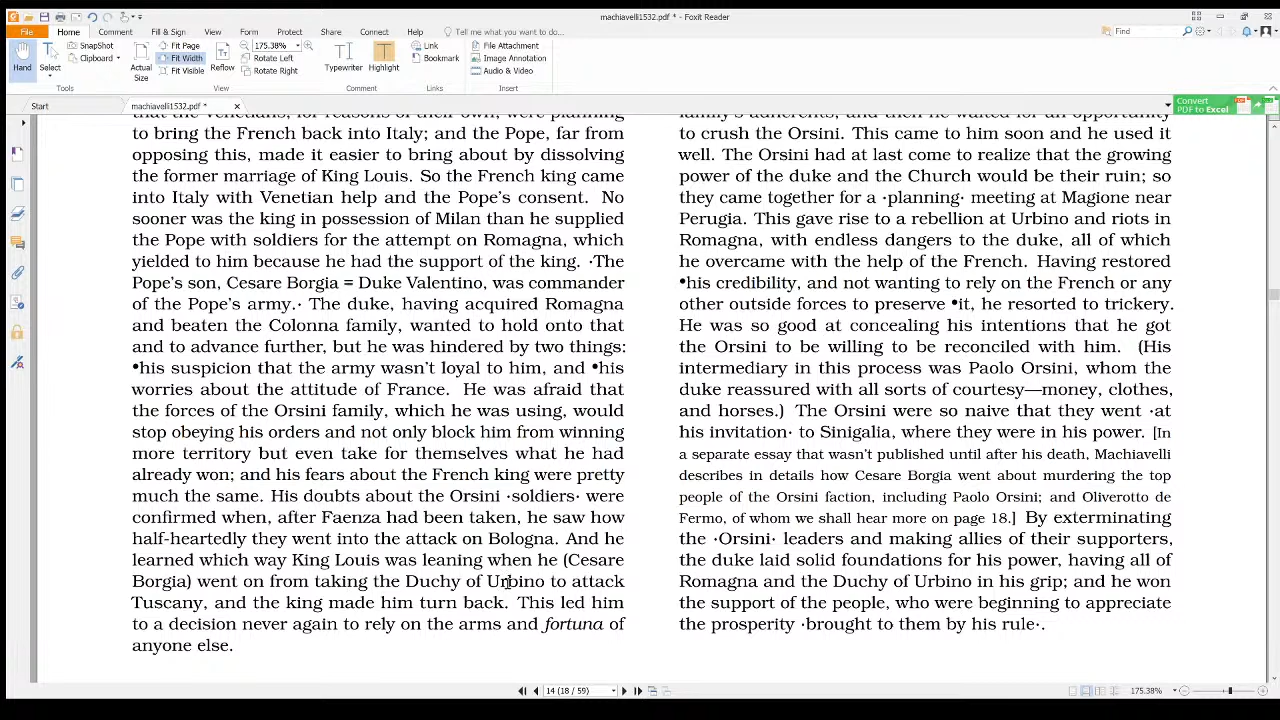 machiavelli1532.pdf * - Foxit Reader
File Home Comment View Form Protect Share Connect Help Tell me what you want to do...
Fill & Sign
Find
Hand
Select
SnapShot
Clipboard
Actual Size
Fit Page
Fit Width
Fit Visible
Reflow
175.38%
Rotate Left
Rotate Right
Typewriter
Highlight
Link
Bookmark
File Attachment
Image Annotation
Audio & Video
Tools View Comment Links Insert
Start machiavelli1532.pdf *
Convert
PDF to Excel
that the Venetians, for reasons of their own, were planning
to bring the French back into Italy; and the Pope, far from
opposing this, made it easier to bring about by dissolving
the former marriage of King Louis. So the French king came
into Italy with Venetian help and the Pope's consent. No
sooner was the king in possession of Milan than he supplied
the Pope with soldiers for the attempt on Romagna, which
yielded to him because he had the support of the king. ·The
Pope's son, Cesare Borgia = Duke Valentino, was commander
of the Pope's army.· The duke, having acquired Romagna
and beaten the Colonna family, wanted to hold onto that
and to advance further, but he was hindered by two things:
•his suspicion that the army wasn't loyal to him, and •his
worries about the attitude of France. He was afraid that
the forces of the Orsini family, which he was using, would
stop obeying his orders and not only block him from winning
more territory but even take for themselves what he had
already won; and his fears about the French king were pretty
much the same. His doubts about the Orsini ·soldiers· were
confirmed when, after Faenza had been taken, he saw how
half-heartedly they went into the attack on Bologna. And he
learned which way King Louis was leaning when he (Cesare
Borgia) went on from taking the Duchy of Urbino to attack
Tuscany, and the king made him turn back. This led him
to a decision never again to rely on the arms and fortuna of
anyone else.
family's adherents, and then he waited for an opportunity
to crush the Orsini. This came to him soon and he used it
well. The Orsini had at last come to realize that the growing
power of the duke and the Church would be their ruin; so
they came together for a ·planning· meeting at Magione near
Perugia. This gave rise to a rebellion at Urbino and riots in
Romagna, with endless dangers to the duke, all of which
he overcame with the help of the French. Having restored
•his credibility, and not wanting to rely on the French or any
other outside forces to preserve •it, he resorted to trickery.
He was so good at concealing his intentions that he got
the Orsini to be willing to be reconciled with him. (His
intermediary in this process was Paolo Orsini, whom the
duke reassured with all sorts of courtesy—money, clothes,
and horses.) The Orsini were so naive that they went ·at
his invitation· to Sinigalia, where they were in his power. [In
a separate essay that wasn't published until after his death, Machiavelli
describes in details how Cesare Borgia went about murdering the top
people of the Orsini faction, including Paolo Orsini; and Oliverotto de
Fermo, of whom we shall hear more on page 18.] By exterminating
the ·Orsini· leaders and making allies of their supporters,
the duke laid solid foundations for his power, having all of
Romagna and the Duchy of Urbino in his grip; and he won
the support of the people, who were beginning to appreciate
the prosperity ·brought to them by his rule·.
14 (18 / 59)
175.38%